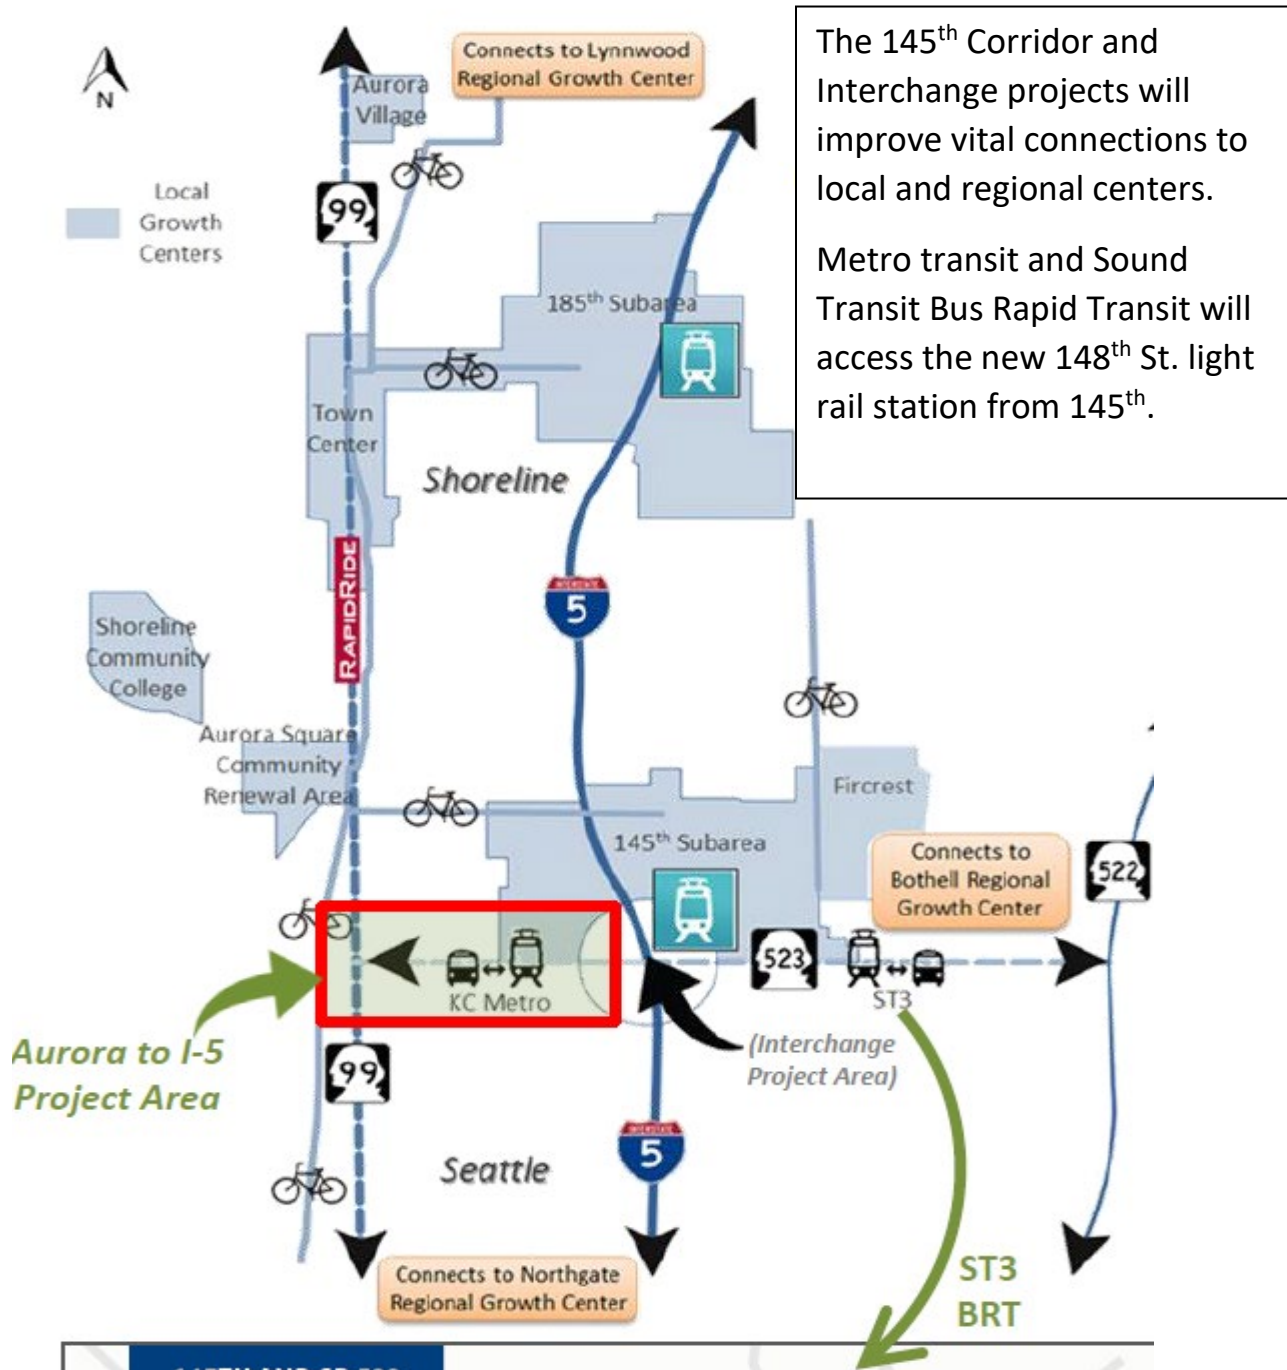 The 145th Corridor and
Interchange projects will
improve vital connections to
local and regional centers.
Metro transit and Sound
Transit Bus Rapid Transit will
access the new 148th St. light
rail station from 145th.
Connects to Lynnwood
Regional Growth Center
N
Aurora
Village
Local
Growth
Centers
99
185th Subarea
Town
Center
Shoreline
RAPIDRIDE
INTERSTATE
5
Shoreline
Community
College
Aurora Square
Community
Renewal Area
Fircrest
145th Subarea
Connects to
Bothell Regional
Growth Center
522
523
KC Metro
ST3
Aurora to I-5
Project Area
(Interchange
Project Area)
99
INTERSTATE
5
Seattle
Connects to Northgate
Regional Growth Center
ST3
BRT